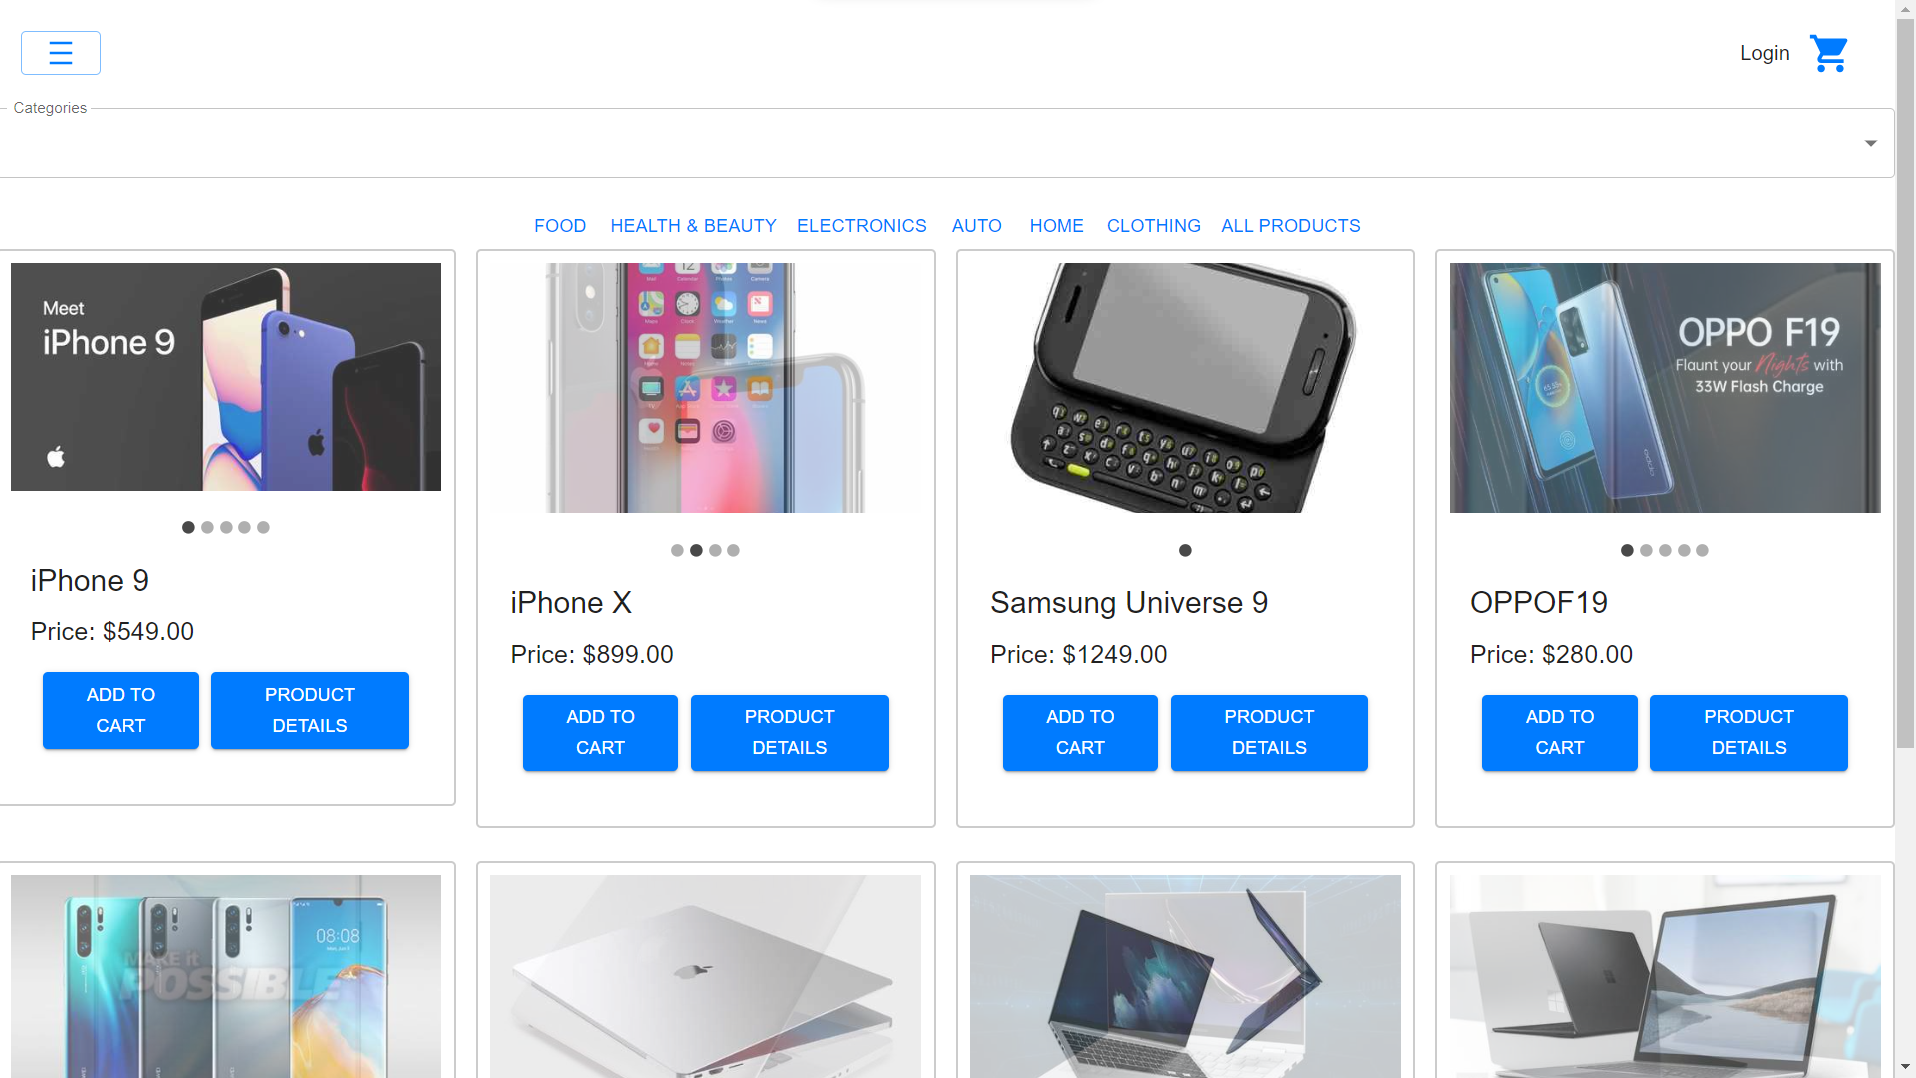 Login
Categories
FOOD HEALTH & BEAUTY ELECTRONICS AUTO HOME CLOTHING ALL PRODUCTS
Meet
iPhone 9
OPPO F19
Flaunt your Nights with
33W Flash Charge
iPhone 9
Price: $549.00
ADD TO CART
PRODUCT DETAILS
iPhone X
Price: $899.00
ADD TO CART
PRODUCT DETAILS
Samsung Universe 9
Price: $1249.00
ADD TO CART
PRODUCT DETAILS
OPPOF19
Price: $280.00
ADD TO CART
PRODUCT DETAILS
08:08
MAKE it
POSSIBLE